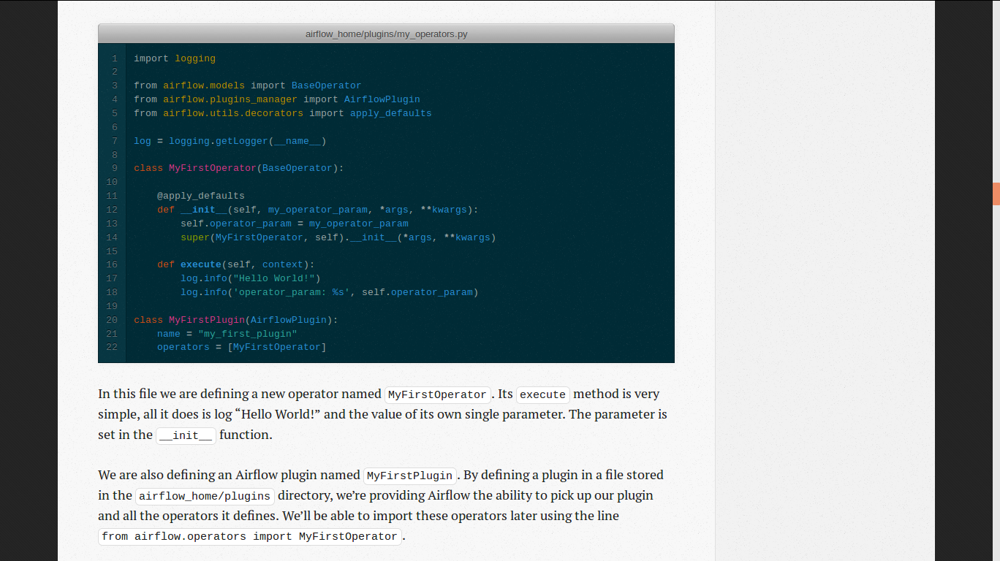 airflow_home/plugins/my_operators.py
1 import logging
2
3 from airflow.models import BaseOperator
4 from airflow.plugins_manager import AirflowPlugin
5 from airflow.utils.decorators import apply_defaults
6
7 log = logging.getLogger(__name__)
8
9 class MyFirstOperator(BaseOperator):
10
11     @apply_defaults
12     def __init__(self, my_operator_param, *args, **kwargs):
13         self.operator_param = my_operator_param
14         super(MyFirstOperator, self).__init__(*args, **kwargs)
15
16     def execute(self, context):
17         log.info("Hello World!")
18         log.info('operator_param: %s', self.operator_param)
19
20 class MyFirstPlugin(AirflowPlugin):
21     name = "my_first_plugin"
22     operators = [MyFirstOperator]
In this file we are defining a new operator named MyFirstOperator. Its execute method is very
simple, all it does is log “Hello World!” and the value of its own single parameter. The parameter is
set in the __init__ function.
We are also defining an Airflow plugin named MyFirstPlugin. By defining a plugin in a file stored
in the airflow_home/plugins directory, we’re providing Airflow the ability to pick up our plugin
and all the operators it defines. We’ll be able to import these operators later using the line
from airflow.operators import MyFirstOperator.